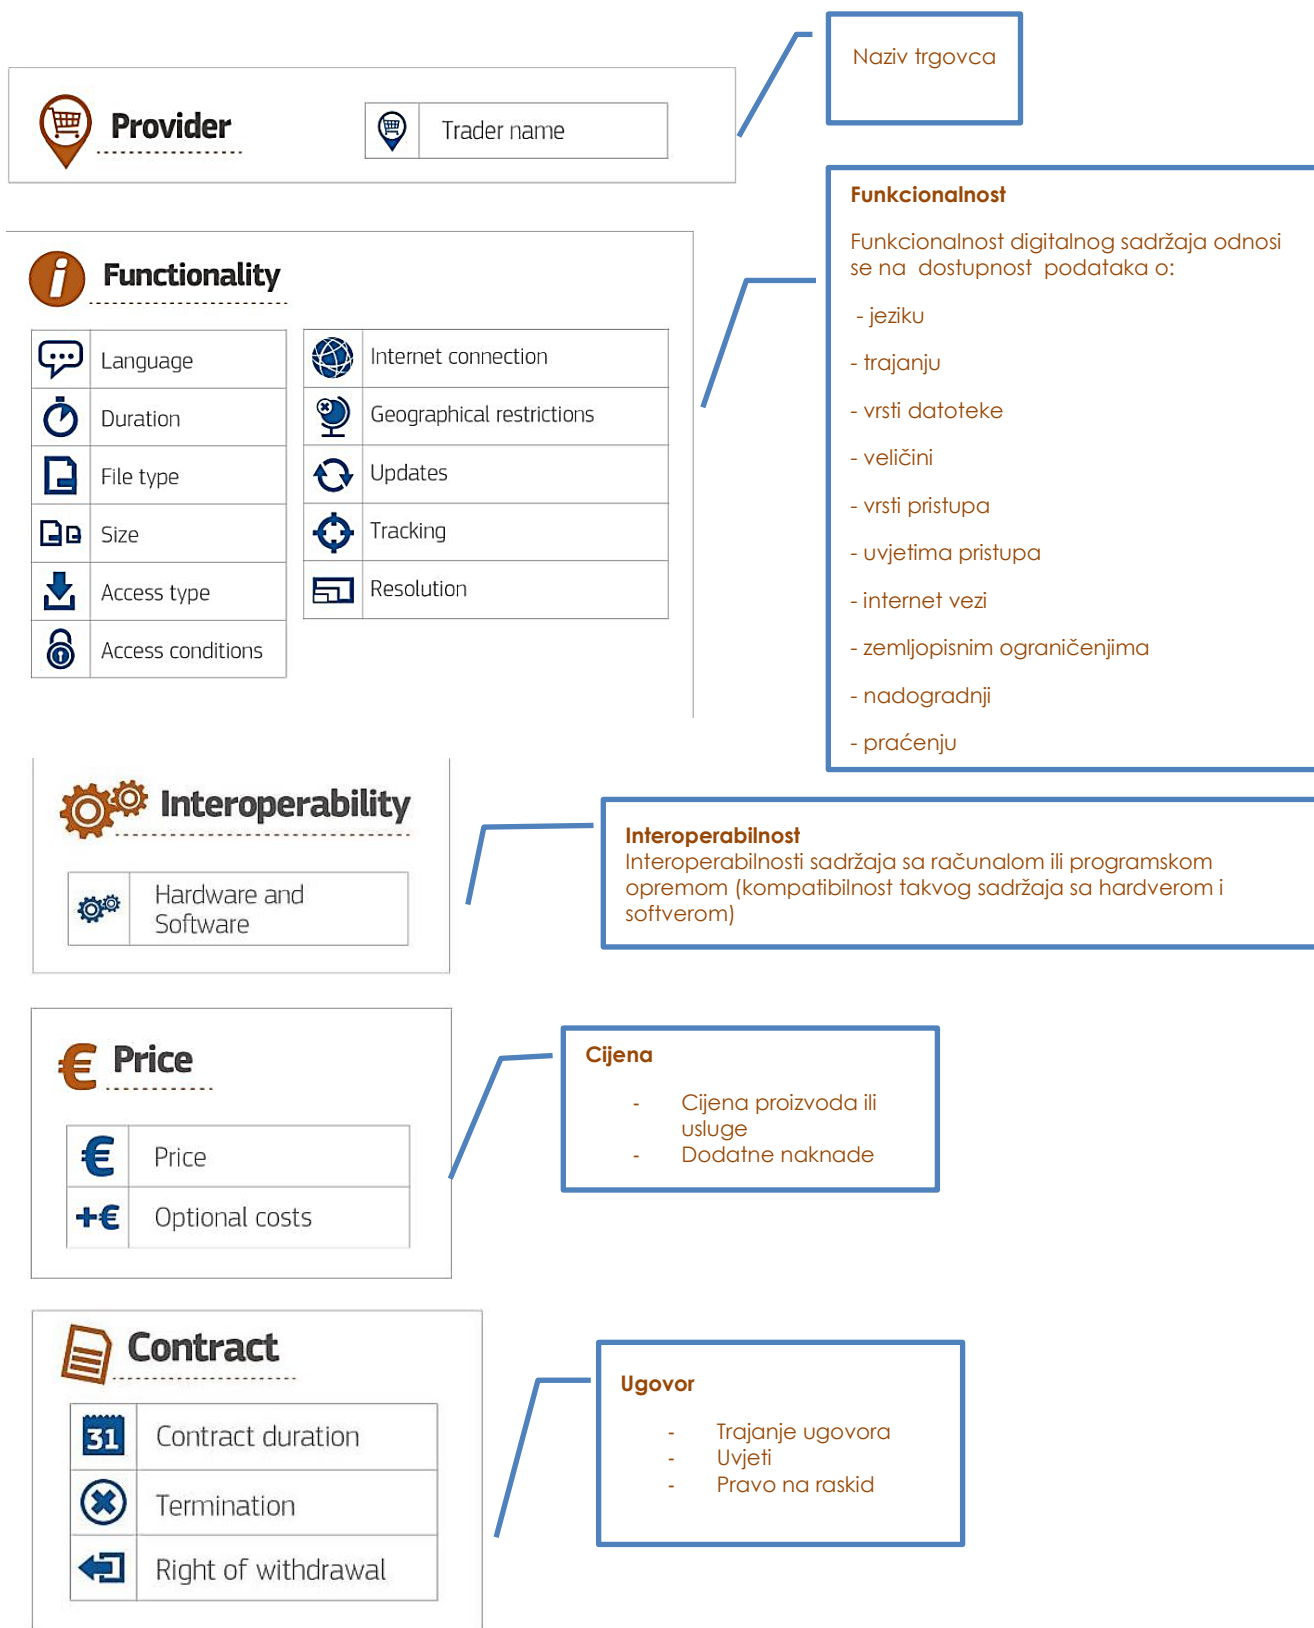 Naziv trgovca
Provider
Trader name
Funkcionalnost
Funkcionalnost digitalnog sadržaja odnosi
se na dostupnost podataka o:
- jeziku
- trajanju
- vrsti datoteke
- veličini
- vrsti pristupa
- uvjetima pristupa
- internet vezi
- zemljopisnim ograničenjima
- nadogradnji
- praćenju
i Functionality
Language
Duration
File type
Size
Access type
Access conditions
Internet connection
Geographical restrictions
Updates
Tracking
Resolution
Interoperability
Hardware and
Software
Interoperabilnost
Interoperabilnosti sadržaja sa računalom ili programskom
opremom (kompatibilnost takvog sadržaja sa hardverom i
softverom)
€ Price
€ Price
+€ Optional costs
Cijena
- Cijena proizvoda ili
usluge
- Dodatne naknade
Contract
31 Contract duration
Termination
Right of withdrawal
Ugovor
- Trajanje ugovora
- Uvjeti
- Pravo na raskid